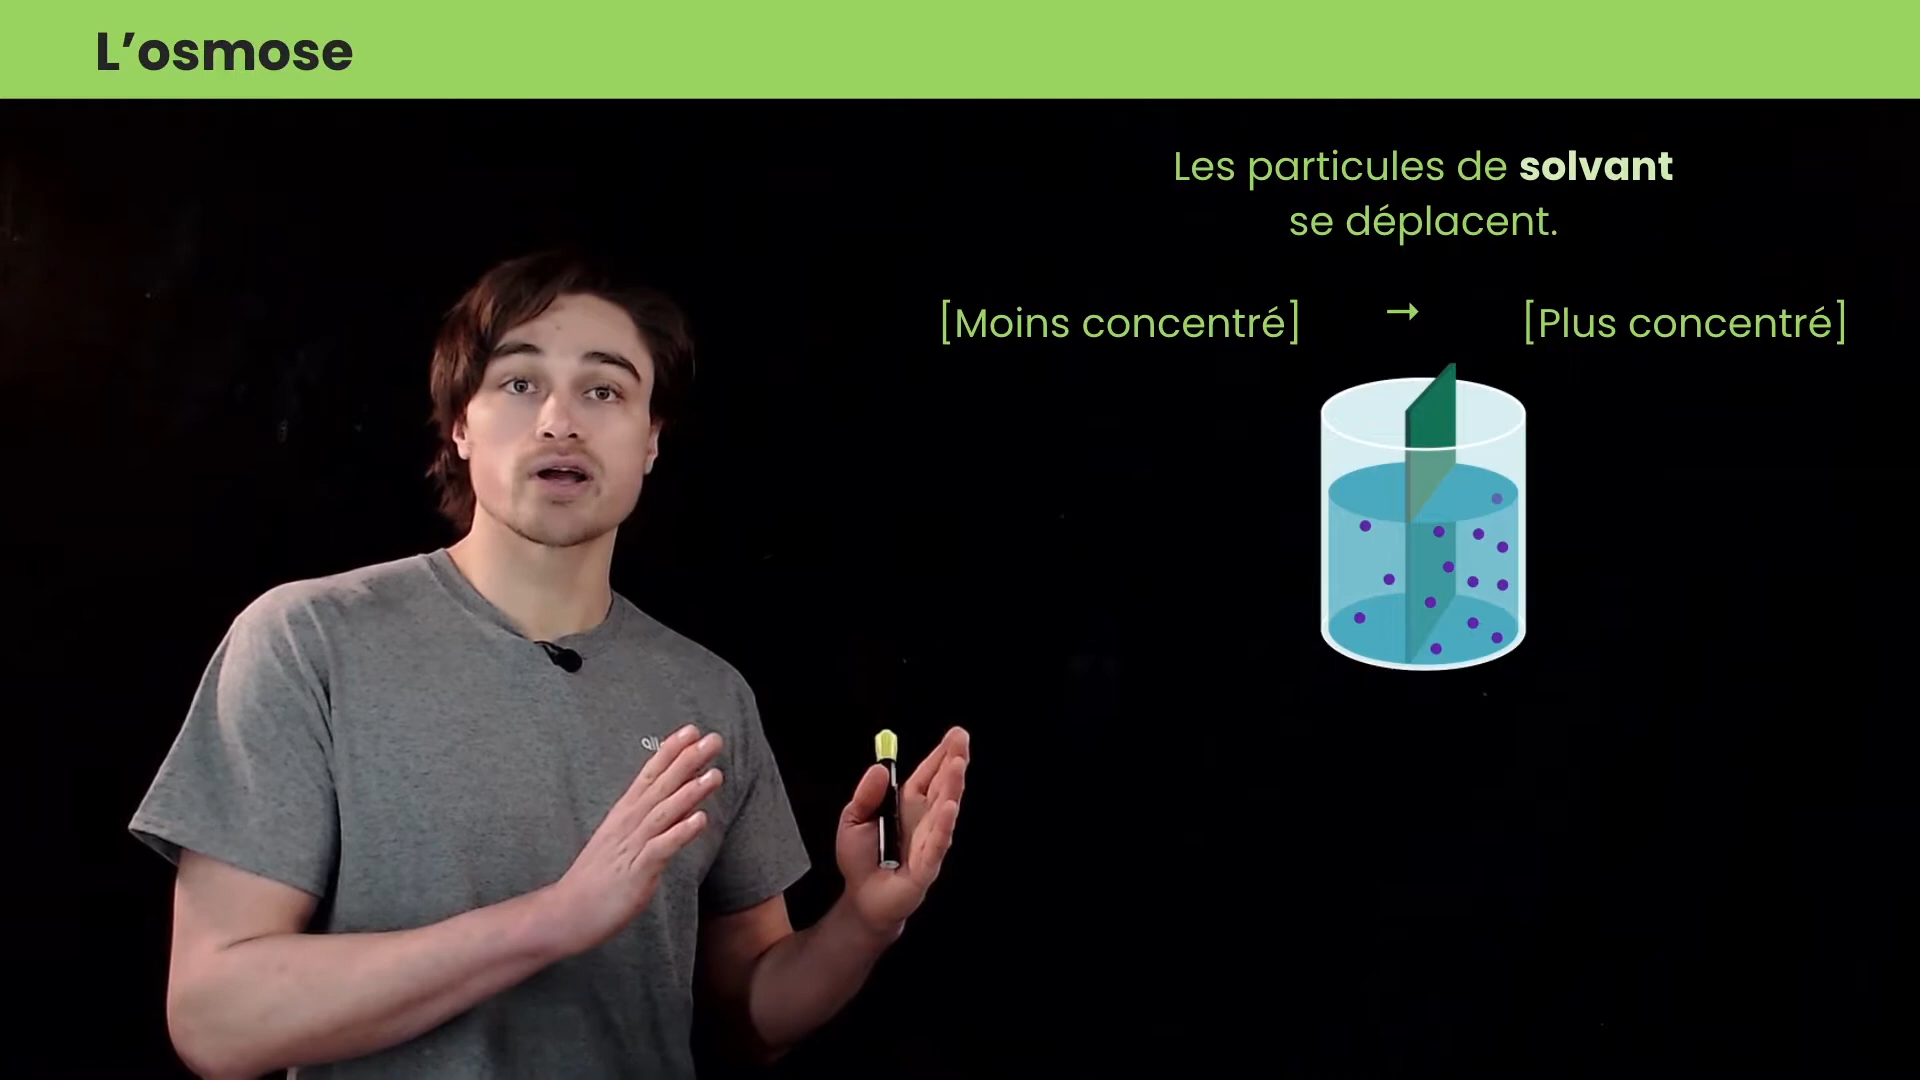 L’osmose
Les particules de solvant
se déplacent.
[Moins concentré] → [Plus concentré]